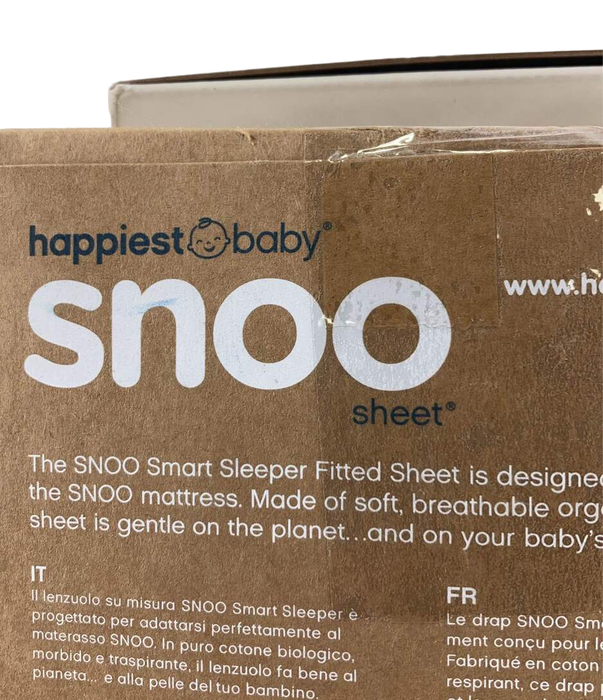 happiest baby®
snoo
www.h
sheet®
The SNOO Smart Sleeper Fitted Sheet is designe
the SNOO mattress. Made of soft, breathable org
sheet is gentle on the planet...and on your baby's
IT
Il lenzuolo su misura SNOO Smart Sleeper è
progettato per adattarsi perfettamente al
materasso SNOO. In puro cotone biologico,
morbido e traspirante, il lenzuolo fa bene al
pianeta... e alla pelle del tuo bambino.
FR
Le drap SNOO Sm
ment conçu pour l
Fabriqué en coton
respirant, ce drap